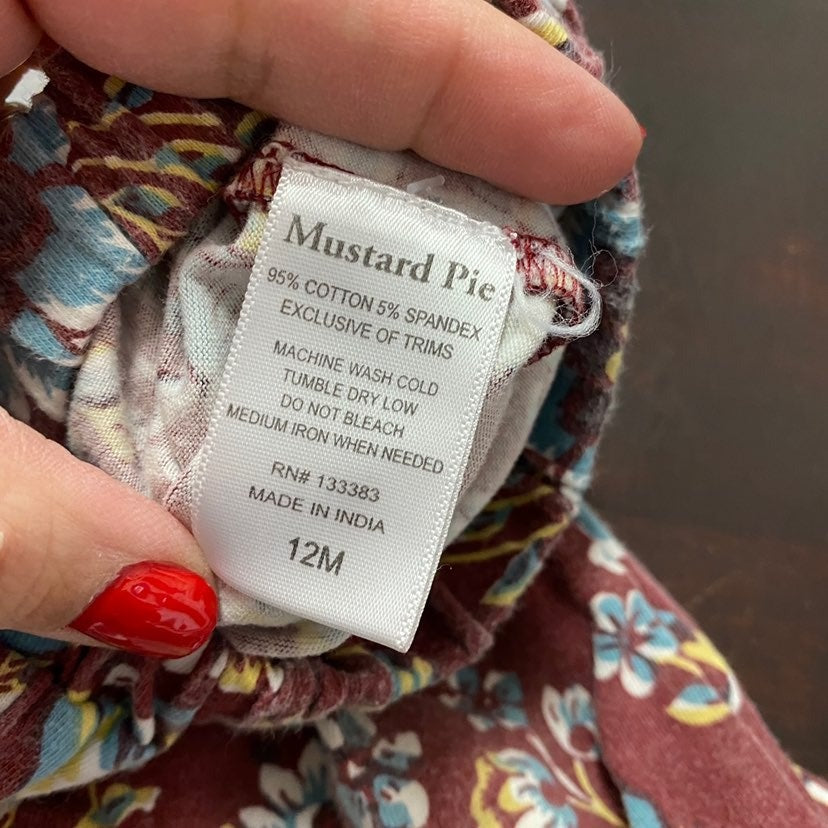 Mustard Pie
95% COTTON 5% SPANDEX
EXCLUSIVE OF TRIMS
MACHINE WASH COLD
TUMBLE DRY LOW
DO NOT BLEACH
MEDIUM IRON WHEN NEEDED
RN# 133383
MADE IN INDIA
12M